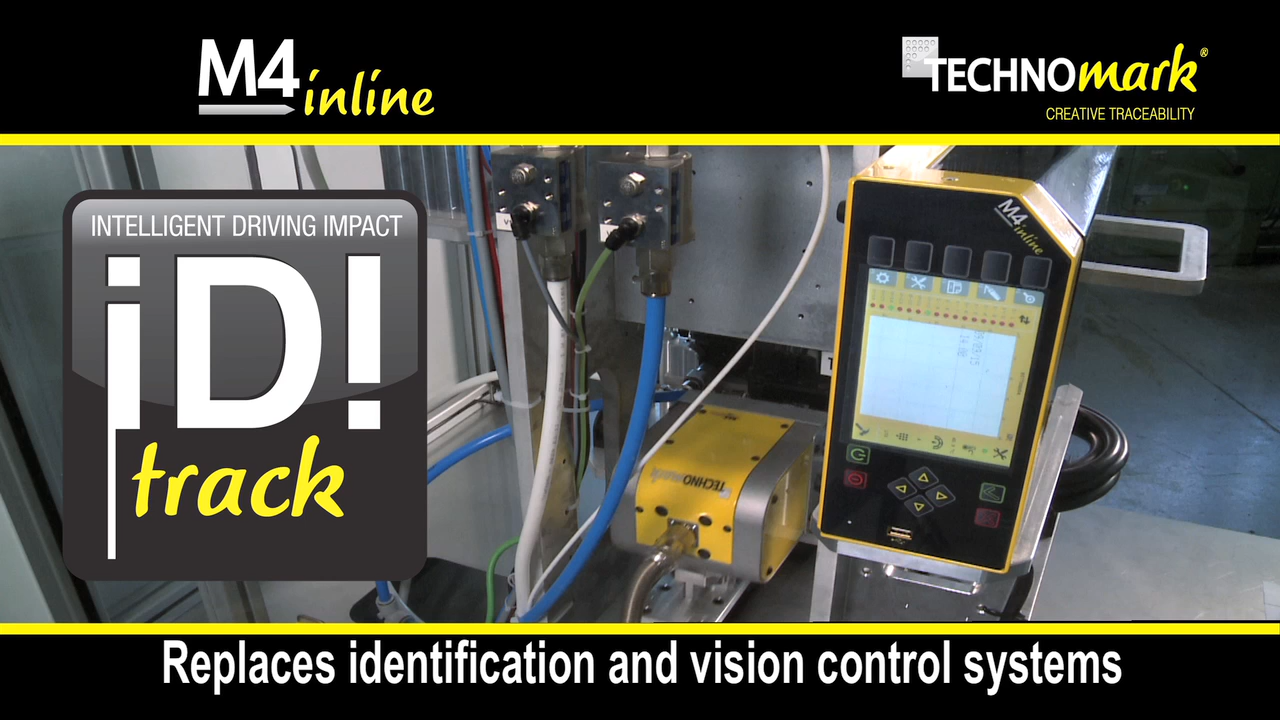 M4 inline
TECHNOmark®
CREATIVE TRACEABILITY
INTELLIGENT DRIVING IMPACT
iD!
track
M4 inline
TECHNOmark
Replaces identification and vision control systems